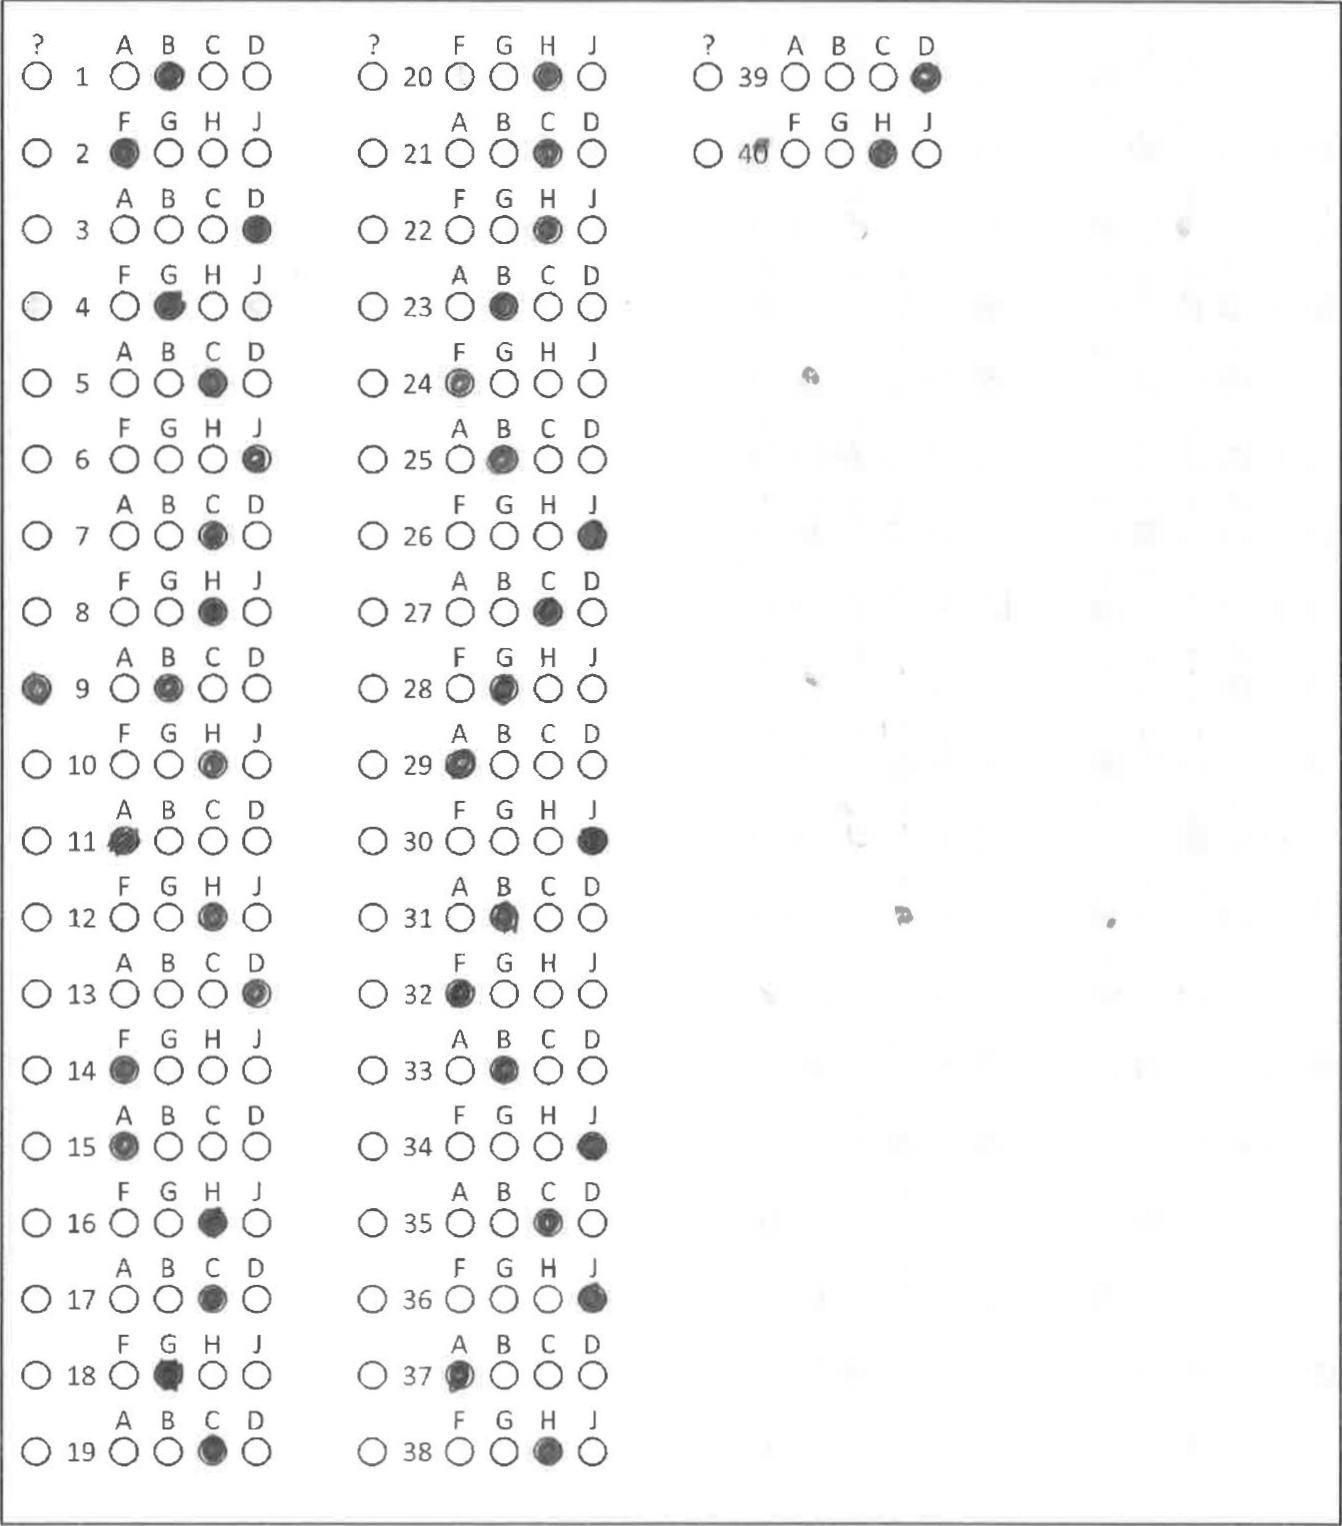 ? A B C D
1
F G H J
2
A B C D
3
F G H J
4
A B C D
5
F G H J
6
A B C D
7
F G H J
8
A B C D
9
F G H J
10
A B C D
11
F G H J
12
A B C D
13
F G H J
14
A B C D
15
F G H J
16
A B C D
17
F G H J
18
A B C D
19
? F G H J
20
A B C D
21
F G H J
22
A B C D
23
F G H J
24
A B C D
25
F G H J
26
A B C D
27
F G H J
28
A B C D
29
F G H J
30
A B C D
31
F G H J
32
A B C D
33
F G H J
34
A B C D
35
F G H J
36
A B C D
37
F G H J
38
? A B C D
39
F G H J
40